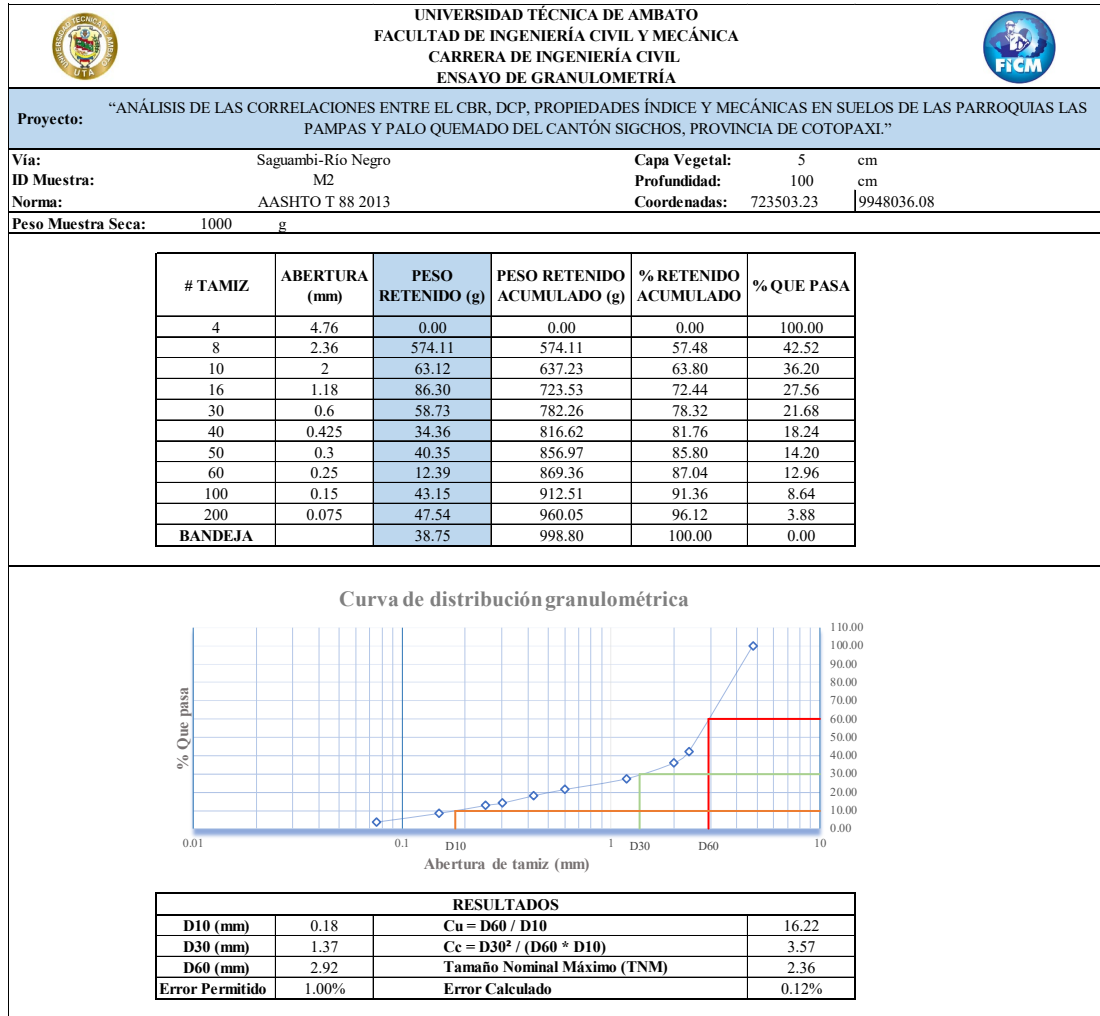 UNIVERSIDAD TÉCNICA DE AMBATO
FACULTAD DE INGENIERÍA CIVIL Y MECÁNICA
CARRERA DE INGENIERÍA CIVIL
ENSAYO DE GRANULOMETRÍA
UTA
FICM
Proyecto: “ANÁLISIS DE LAS CORRELACIONES ENTRE EL CBR, DCP, PROPIEDADES ÍNDICE Y MECÁNICAS EN SUELOS DE LAS PARROQUIAS LAS
PAMPAS Y PALO QUEMADO DEL CANTÓN SIGCHOS, PROVINCIA DE COTOPAXI.”
Vía: Saguambi-Río Negro Capa Vegetal: 5 cm
ID Muestra: M2 Profundidad: 100 cm
Norma: AASHTO T 88 2013 Coordenadas: 723503.23 9948036.08
Peso Muestra Seca: 1000 g
# TAMIZ ABERTURA (mm) PESO RETENIDO (g) PESO RETENIDO ACUMULADO (g) % RETENIDO ACUMULADO % QUE PASA
4 4.76 0.00 0.00 0.00 100.00
8 2.36 574.11 574.11 57.48 42.52
10 2 63.12 637.23 63.80 36.20
16 1.18 86.30 723.53 72.44 27.56
30 0.6 58.73 782.26 78.32 21.68
40 0.425 34.36 816.62 81.76 18.24
50 0.3 40.35 856.97 85.80 14.20
60 0.25 12.39 869.36 87.04 12.96
100 0.15 43.15 912.51 91.36 8.64
200 0.075 47.54 960.05 96.12 3.88
BANDEJA 38.75 998.80 100.00 0.00
Curva de distribución granulométrica
% Que pasa
110.00
100.00
90.00
80.00
70.00
60.00
50.00
40.00
30.00
20.00
10.00
0.00
0.01 0.1 D10 1 D30 D60 10
Abertura de tamiz (mm)
RESULTADOS
D10 (mm) 0.18 Cu = D60 / D10 16.22
D30 (mm) 1.37 Cc = D30² / (D60 * D10) 3.57
D60 (mm) 2.92 Tamaño Nominal Máximo (TNM) 2.36
Error Permitido 1.00% Error Calculado 0.12%